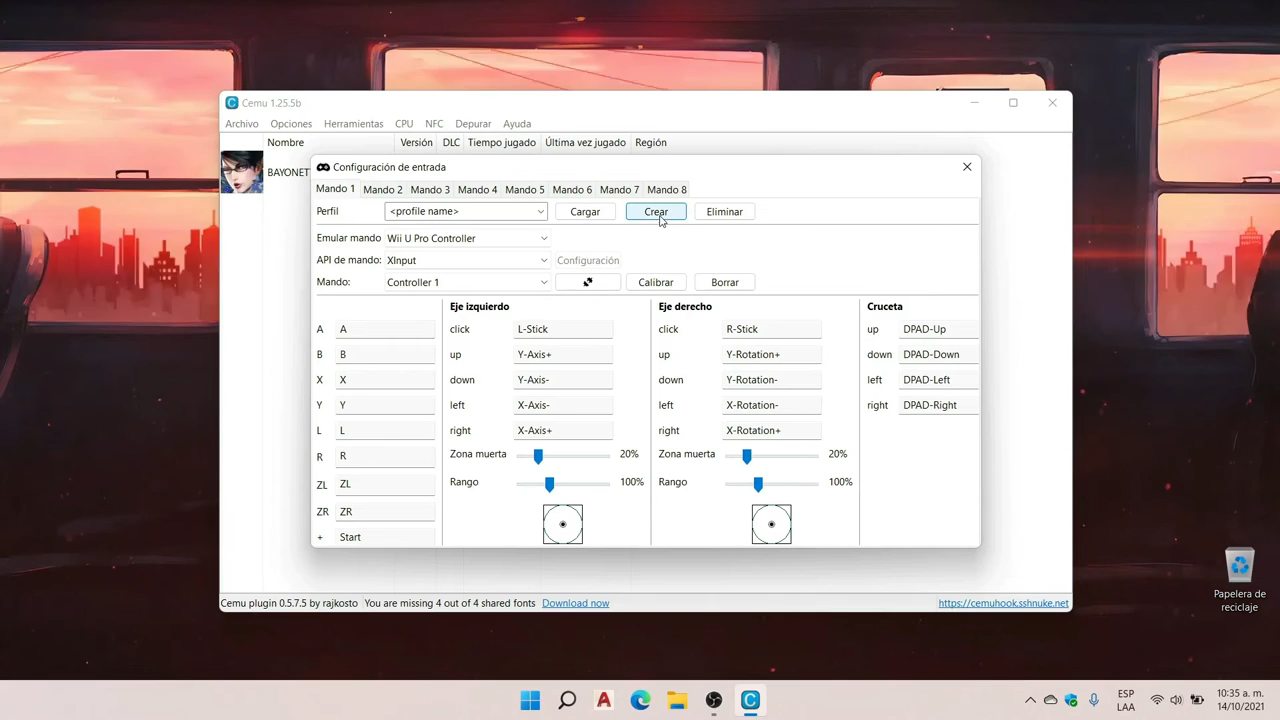 Cemu 1.25.5b
Archivo Opciones Herramientas CPU NFC Depurar Ayuda
Nombre Versión DLC Tiempo jugado Última vez jugado Región
BAYONET
Configuración de entrada
Mando 1 Mando 2 Mando 3 Mando 4 Mando 5 Mando 6 Mando 7 Mando 8
Perfil <profile name> Cargar Crear Eliminar
Emular mando Wii U Pro Controller
API de mando: XInput Configuración
Mando: Controller 1 Calibrar Borrar
Eje izquierdo Eje derecho Cruceta
A A click L-Stick click R-Stick up DPAD-Up
B B up Y-Axis+ up Y-Rotation+ down DPAD-Down
X X down Y-Axis- down Y-Rotation- left DPAD-Left
Y Y left X-Axis- left X-Rotation- right DPAD-Right
L L right X-Axis+ right X-Rotation+
R R Zona muerta 20% Zona muerta 20%
ZL ZL Rango 100% Rango 100%
ZR ZR
+ Start
Cemu plugin 0.5.7.5 by rajkosto You are missing 4 out of 4 shared fonts Download now https://cemuhook.sshnuke.net
Papelera de
reciclaje
ESP
LAA
10:35 a. m.
14/10/2021